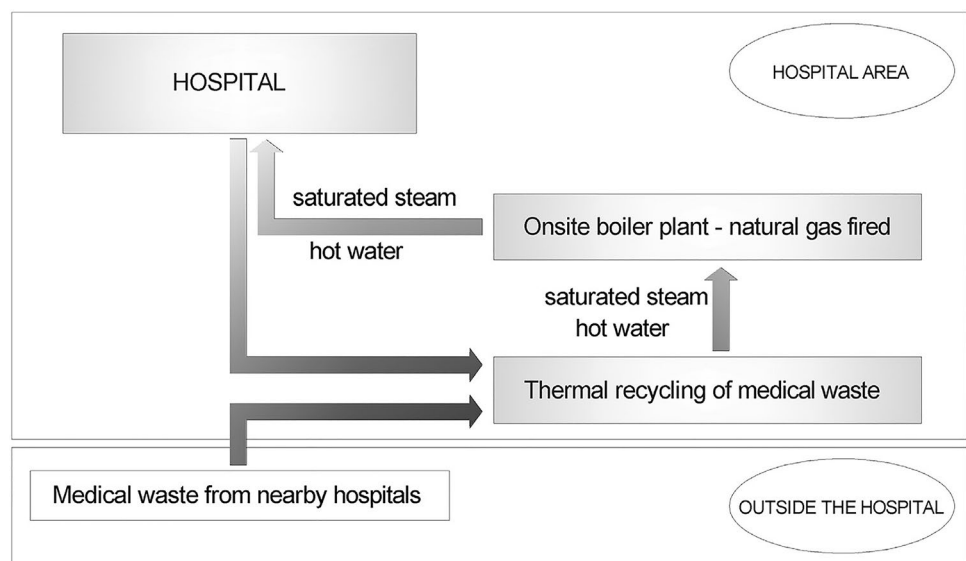 HOSPITAL
HOSPITAL AREA
saturated steam
hot water
Onsite boiler plant - natural gas fired
saturated steam
hot water
Thermal recycling of medical waste
Medical waste from nearby hospitals
OUTSIDE THE HOSPITAL